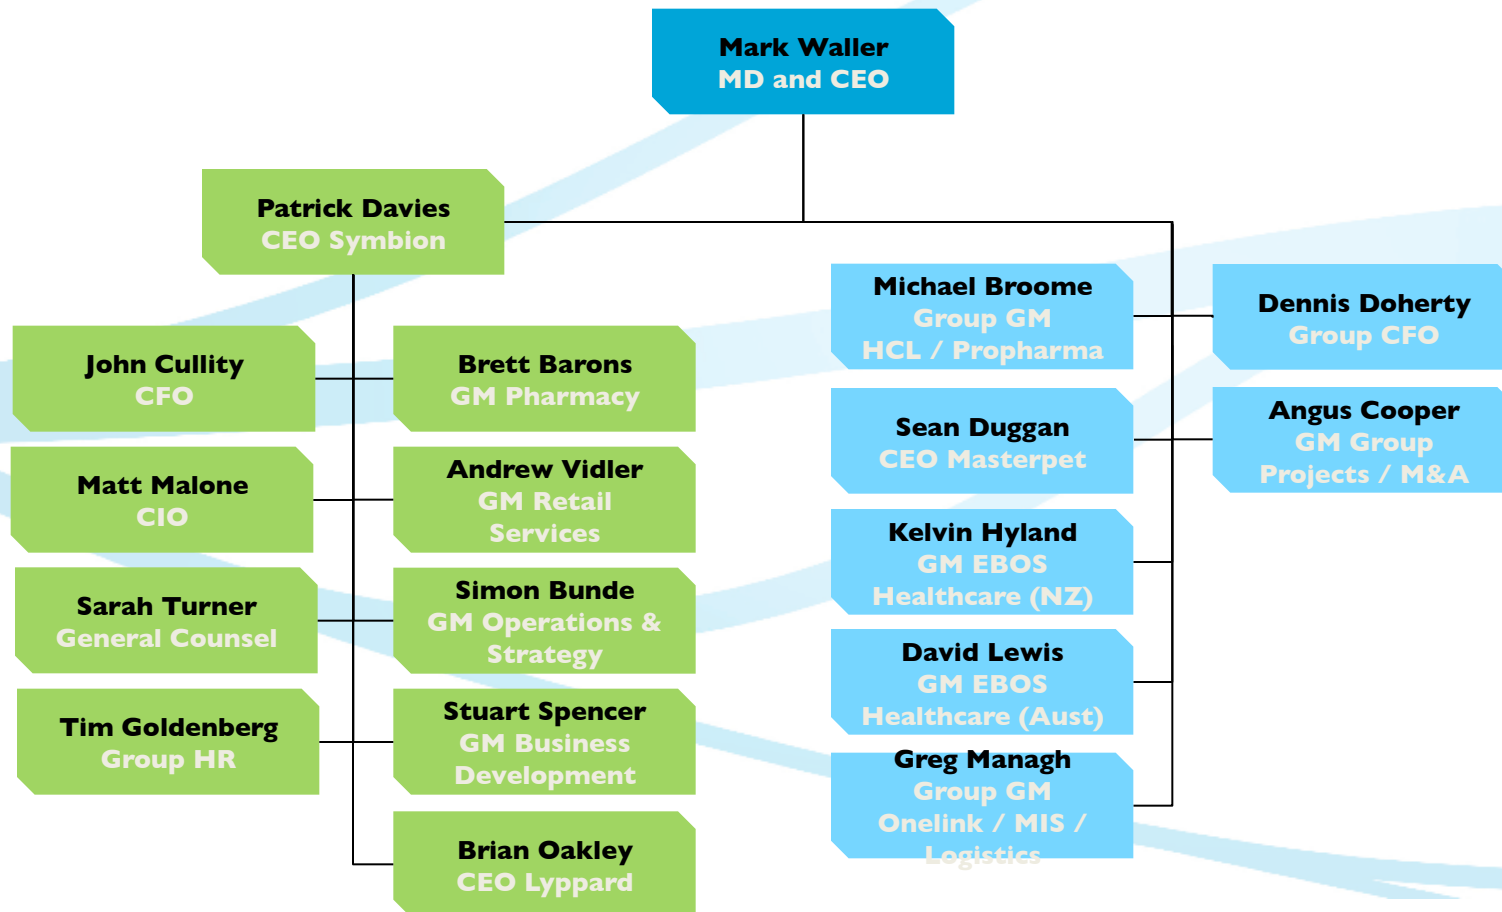 Mark Waller
MD and CEO
Patrick Davies
CEO Symbion
John Cullity
CFO
Brett Barons
GM Pharmacy
Matt Malone
CIO
Andrew Vidler
GM Retail
Services
Sarah Turner
General Counsel
Simon Bunde
GM Operations &
Strategy
Tim Goldenberg
Group HR
Stuart Spencer
GM Business
Development
Brian Oakley
CEO Lyppard
Michael Broome
Group GM
HCL / Propharma
Dennis Doherty
Group CFO
Sean Duggan
CEO Masterpet
Angus Cooper
GM Group
Projects / M&A
Kelvin Hyland
GM EBOS
Healthcare (NZ)
David Lewis
GM EBOS
Healthcare (Aust)
Greg Managh
Group GM
Onelink / MIS /
Logistics